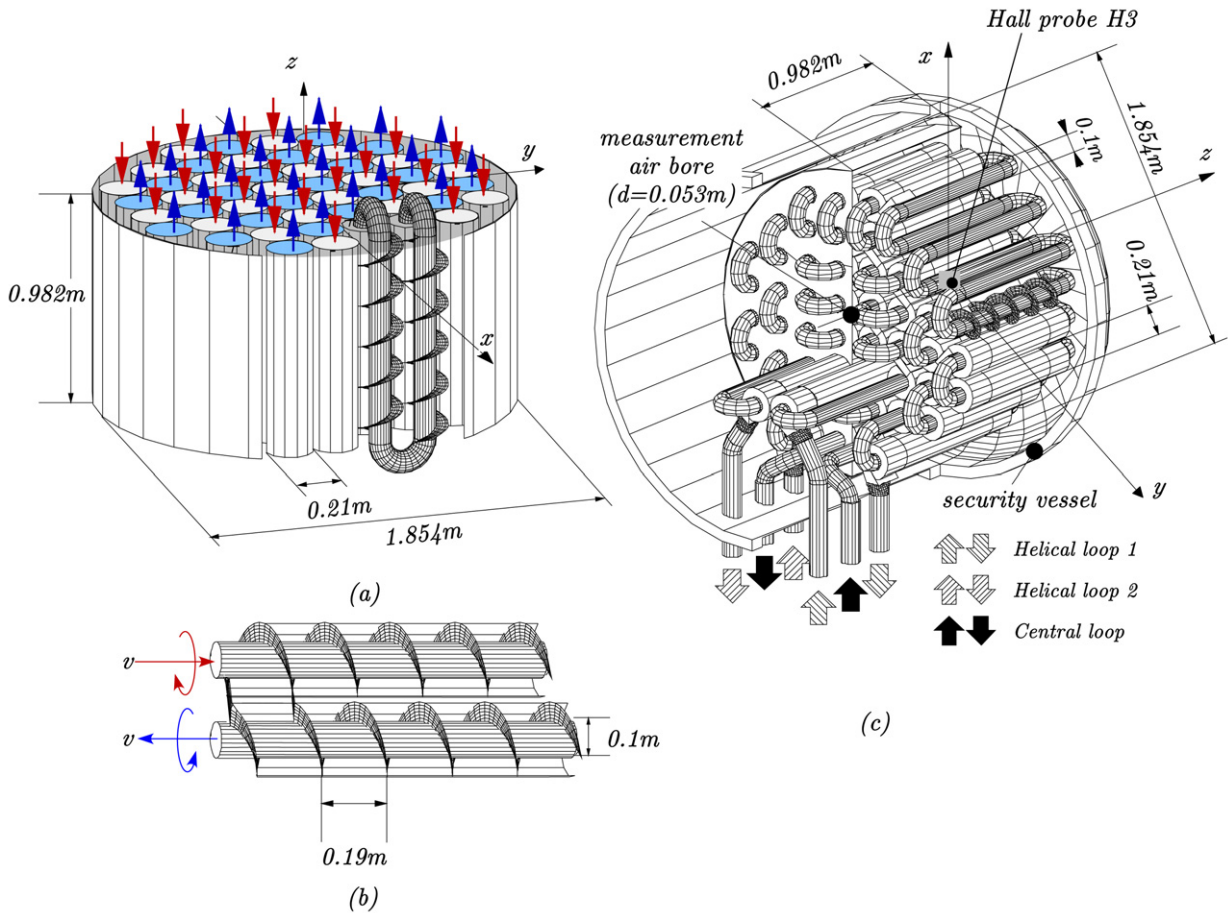 z
y
0.982m
x
0.21m
1.854m
(a)
v
v
0.1m
0.19m
(b)
Hall probe H3
x
0.982m
measurement
air bore
(d=0.053m)
0.1m
1.854m
z
0.21m
y
security vessel
Helical loop 1
Helical loop 2
Central loop
(c)